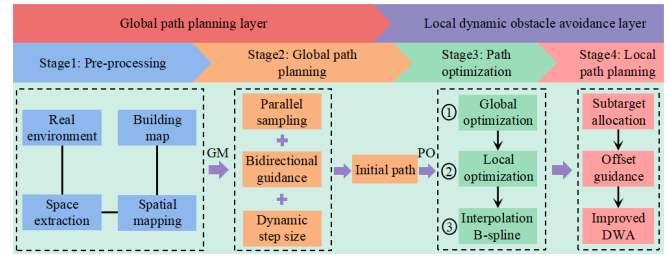 Global path planning layer
Local dynamic obstacle avoidance layer
Stage1: Pre-processing
Stage2: Global path
planning
Stage3: Path
optimization
Stage4: Local
path planning
Real
environment
Building
map
Space
extraction
Spatial
mapping
GM
Parallel
sampling
+
Bidirectional
guidance
+
Dynamic
step size
Initial path
PO
①
Global
optimization
②
Local
optimization
③
Interpolation
B-spline
Subtarget
allocation
Offset
guidance
Improved
DWA